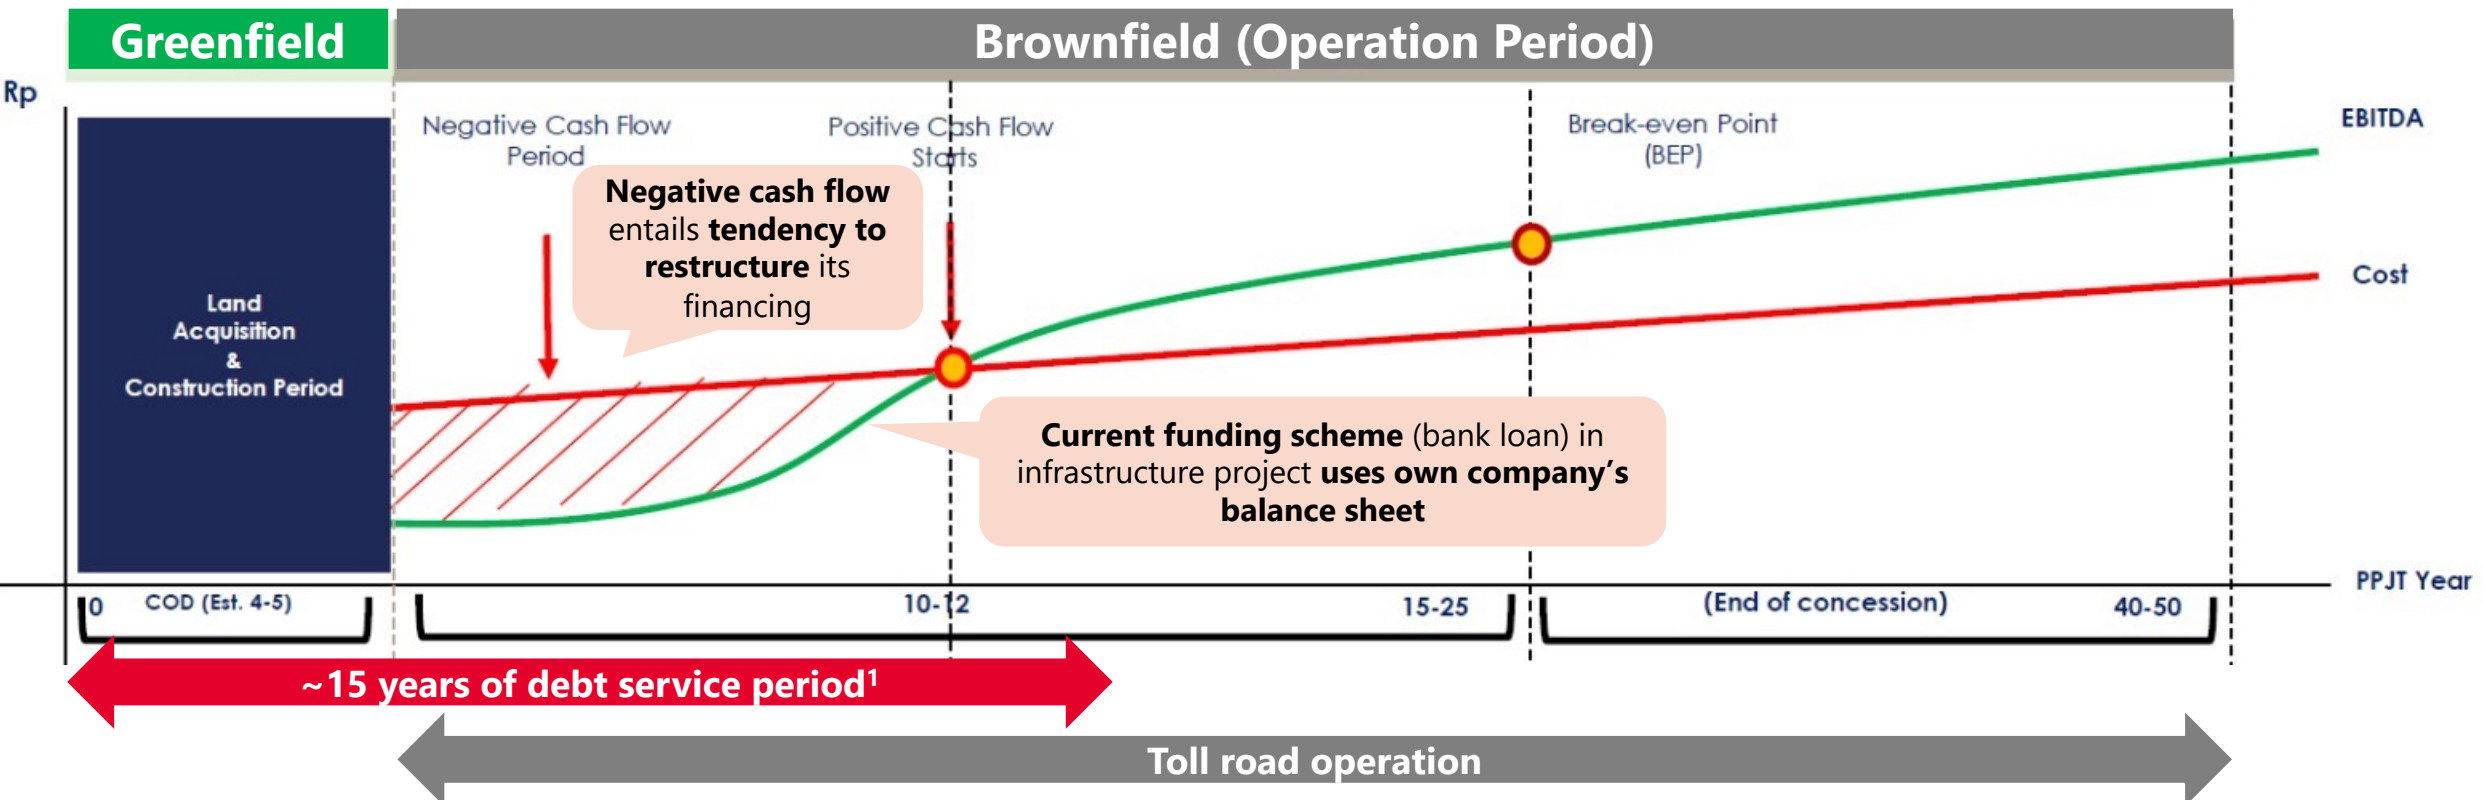 Greenfield
Brownfield (Operation Period)
Rp
Negative Cash Flow
Period
Positive Cash Flow
Starts
Break-even Point
(BEP)
EBITDA
Negative cash flow
entails tendency to
restructure its
financing
Cost
Land
Acquisition
&
Construction Period
Current funding scheme (bank loan) in
infrastructure project uses own company's
balance sheet
PPJT Year
0
COD (Est. 4-5)
10-12
15-25
(End of concession)
40-50
~15 years of debt service period¹
Toll road operation